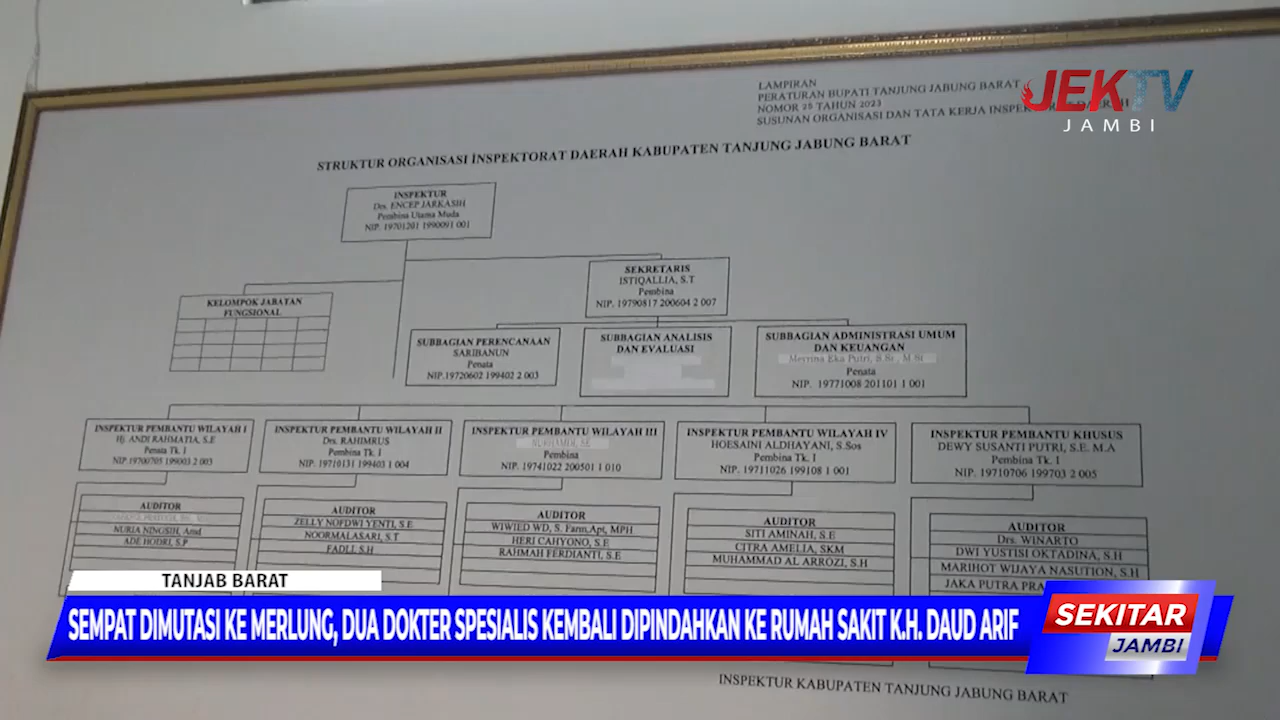 JEKTV
JAMBI
LAMPIRAN
PERATURAN BUPATI TANJUNG JABUNG BARAT
NOMOR 25 TAHUN 2023
SUSUNAN ORGANISASI DAN TATA KERJA
STRUKTUR ORGANISASI INSPEKTORAT DAERAH KABUPATEN TANJUNG JABUNG BARAT
INSPEKTUR
Drs. ENCEP JARKASIH
Pembina Utama Muda
NIP. 19701201 1990091 001
SEKRETARIS
ISTIQALLIA, S.T
Pembina
NIP. 19790817 200604 2 007
KELOMPOK JABATAN
FUNGSIONAL
SUBBAGIAN PERENCANAAN
SARIBANUN
Penata
NIP.19720602 199402 2 003
SUBBAGIAN ANALISIS
DAN EVALUASI
SUBBAGIAN ADMINISTRASI UMUM
DAN KEUANGAN
Merrina Eka Putri, S.Sr., M.Si
Penata
NIP. 19771008 201101 1 001
INSPEKTUR PEMBANTU WILAYAH I
Hj. ANDI RAHMATIA, S.E
Penata Tk. I
NIP.19700705 199003 2 003
INSPEKTUR PEMBANTU WILAYAH II
Drs. RAHIMRUS
Pembina Tk. I
NIP. 19710131 199403 1 004
INSPEKTUR PEMBANTU WILAYAH III
NURHAMDI, SE
Pembina
NIP. 19741022 200501 1 010
INSPEKTUR PEMBANTU WILAYAH IV
HOESAINI ALDHAYANI, S.Sos
Pembina Tk. I
NIP. 19711026 199108 1 001
INSPEKTUR PEMBANTU KHUSUS
DEWY SUSANTI PUTRI, S.E. M.A
Pembina Tk. I
NIP. 19710706 199703 2 005
AUDITOR
NURIA NINGSIH, Amd
ADE HODRI, S.P
AUDITOR
ZELLY NOFDWI YENTI, S.E
NOORMALASARI, S.T
FADLI, S.H
AUDITOR
WIWIED WD, S. Farm,Apt, MPH
HERI CAHYONO, S.E
RAHMAH FERDIANTI, S.E
AUDITOR
SITI AMINAH, S.E
CITRA AMELIA, SKM
MUHAMMAD AL ARROZI, S.H
AUDITOR
Drs. WINARTO
DWI YUSTISI OKTADINA, S.H
MARIHOT WIJAYA NASUTION, S.H
JAKA PUTRA
TANJAB BARAT
SEMPAT DIMUTASI KE MERLUNG, DUA DOKTER SPESIALIS KEMBALI DIPINDAHKAN KE RUMAH SAKIT K.H. DAUD ARIF
SEKITAR
JAMBI
INSPEKTUR KABUPATEN TANJUNG JABUNG BARAT